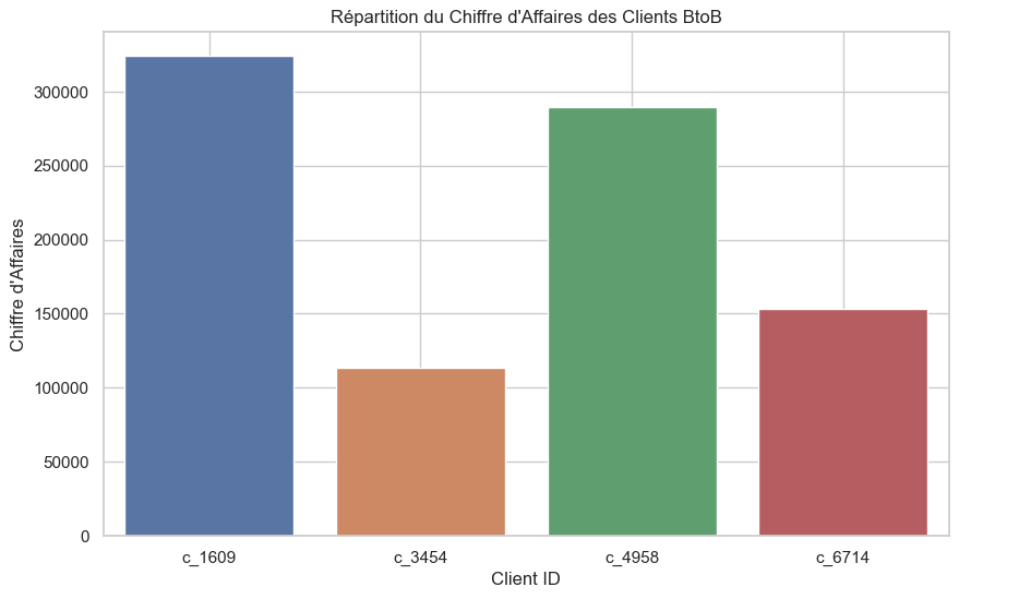 Répartition du Chiffre d'Affaires des Clients BtoB
Chiffre d'Affaires
300000
250000
200000
150000
100000
50000
0
c_1609 c_3454 c_4958 c_6714
Client ID